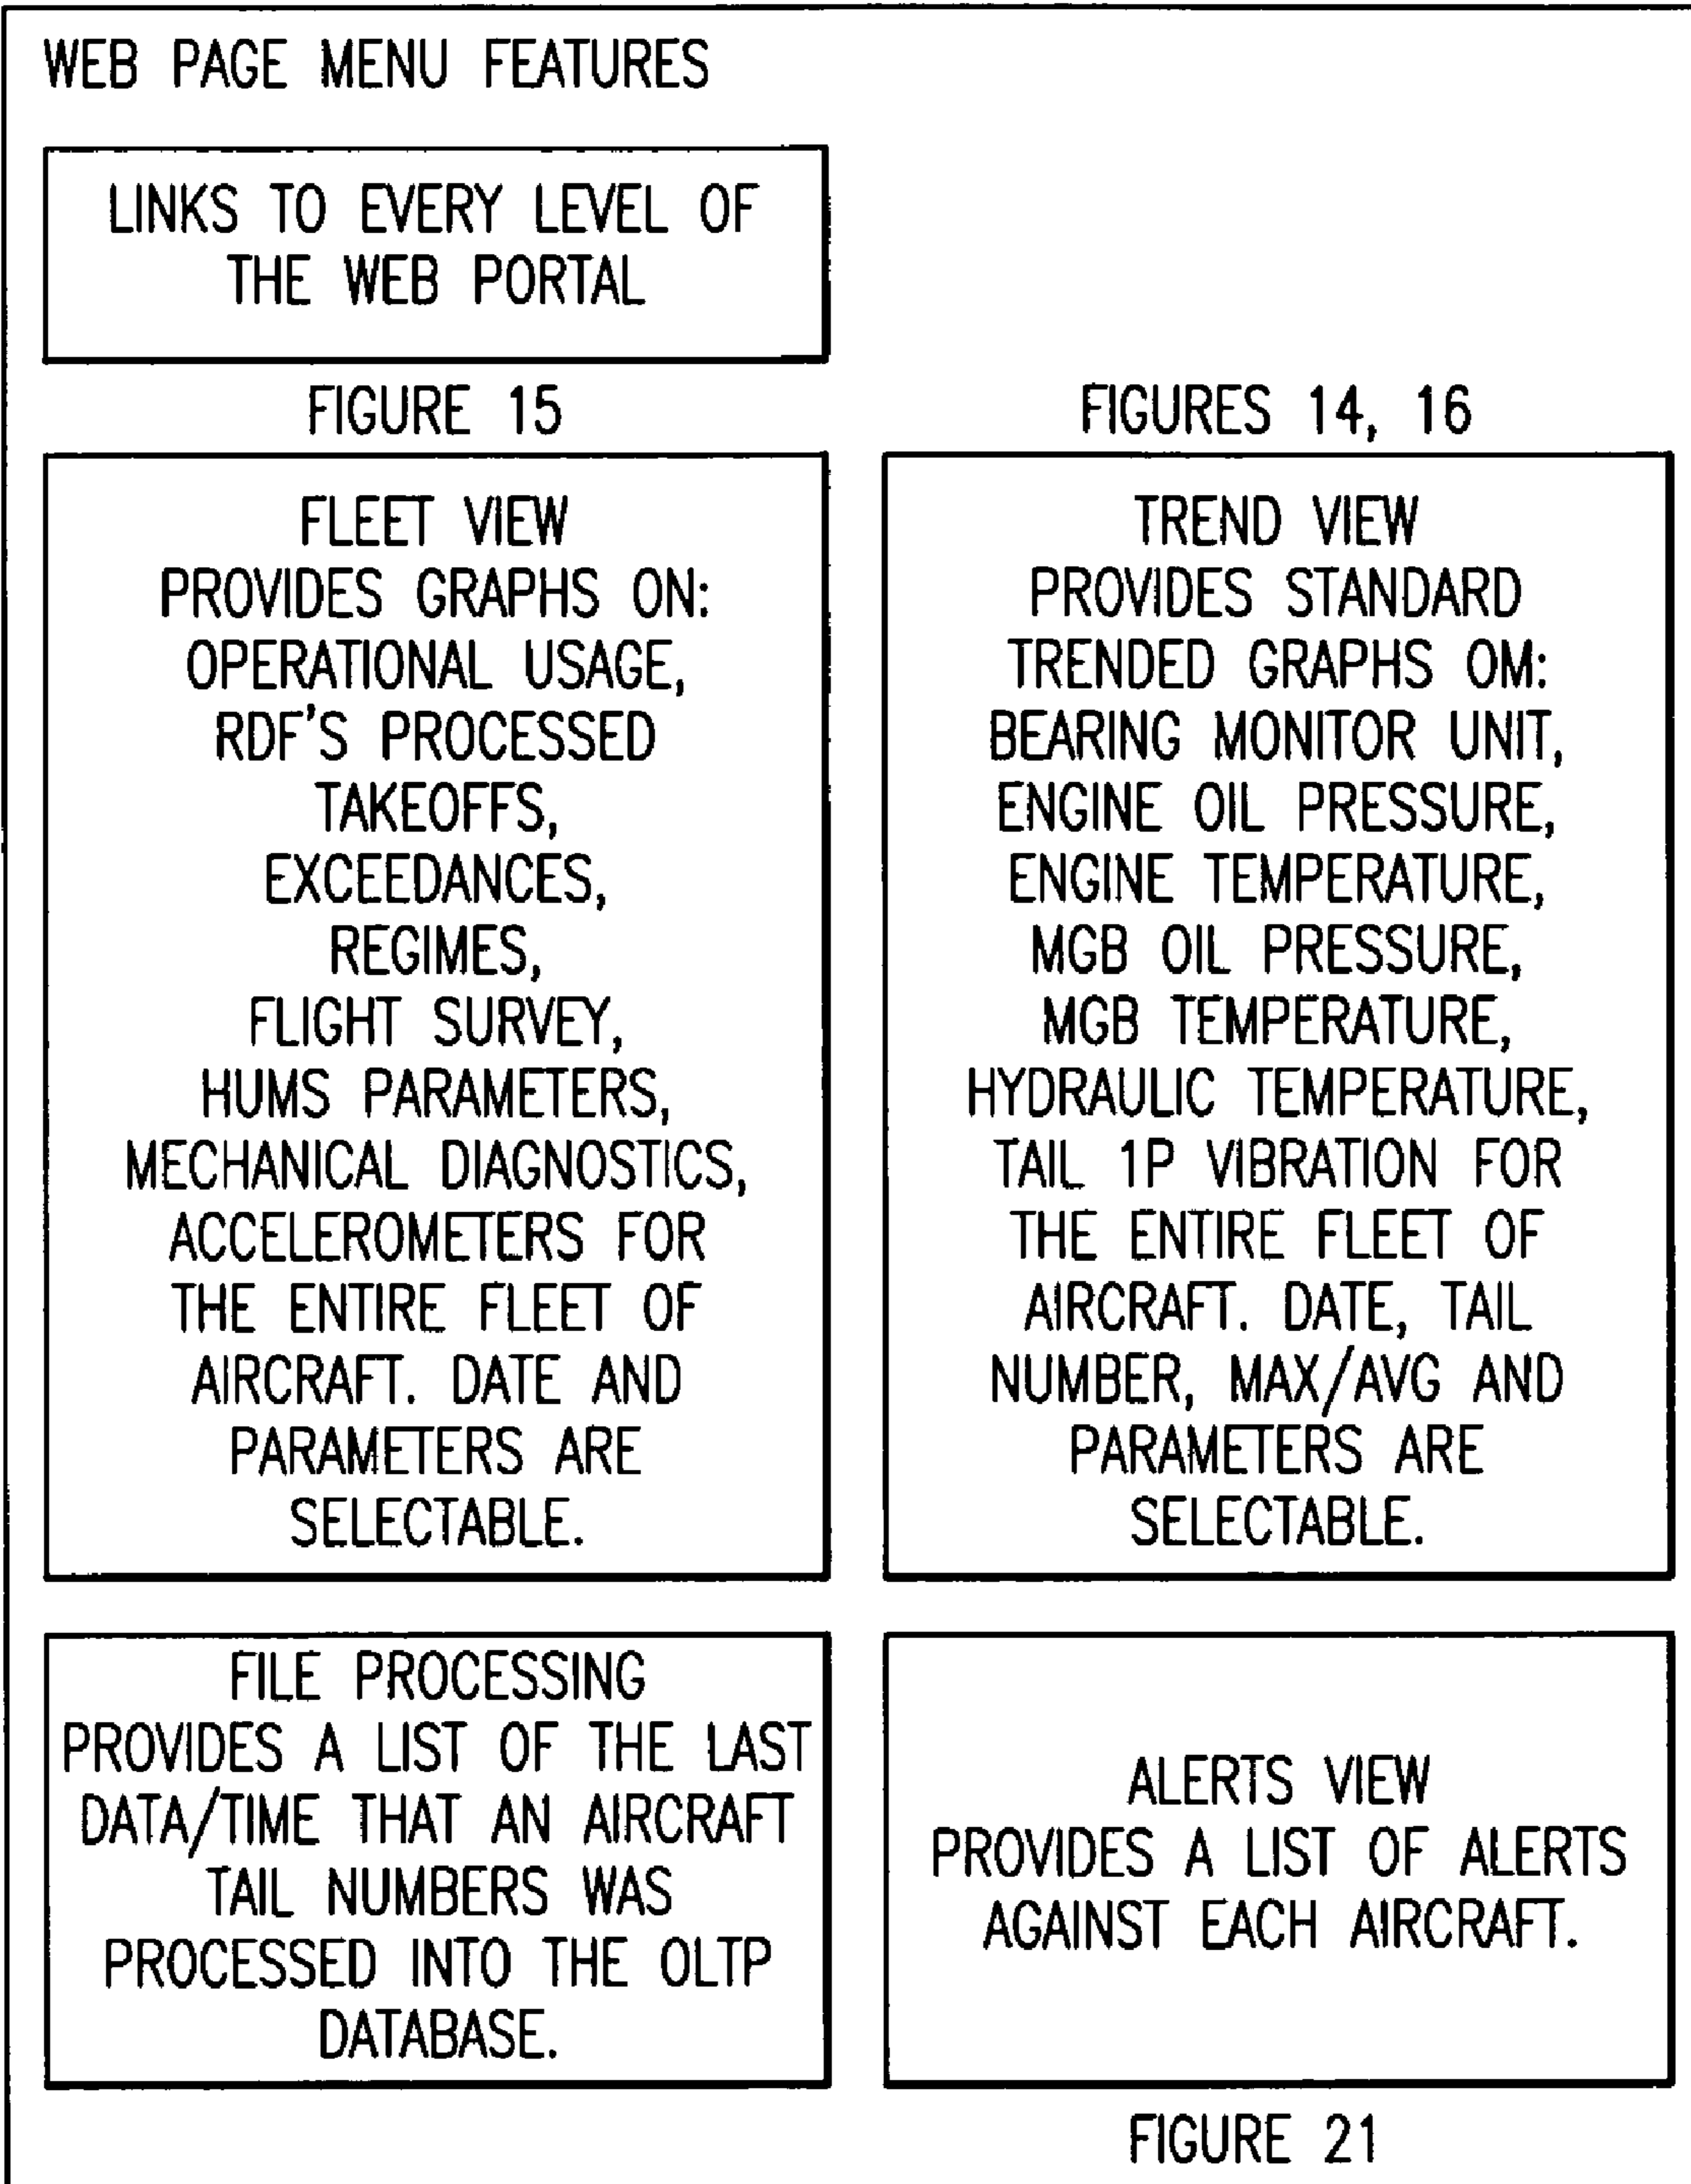 WEB PAGE MENU FEATURES
LINKS TO EVERY LEVEL OF
THE WEB PORTAL
FIGURE 15
FLEET VIEW
PROVIDES GRAPHS ON:
OPERATIONAL USAGE,
RDF'S PROCESSED
TAKEOFFS,
EXCEEDANCES,
REGIMES,
FLIGHT SURVEY,
HUMS PARAMETERS,
MECHANICAL DIAGNOSTICS,
ACCELEROMETERS FOR
THE ENTIRE FLEET OF
AIRCRAFT. DATE AND
PARAMETERS ARE
SELECTABLE.
FIGURES 14, 16
TREND VIEW
PROVIDES STANDARD
TRENDED GRAPHS OM:
BEARING MONITOR UNIT,
ENGINE OIL PRESSURE,
ENGINE TEMPERATURE,
MGB OIL PRESSURE,
MGB TEMPERATURE,
HYDRAULIC TEMPERATURE,
TAIL 1P VIBRATION FOR
THE ENTIRE FLEET OF
AIRCRAFT. DATE, TAIL
NUMBER, MAX/AVG AND
PARAMETERS ARE
SELECTABLE.
FILE PROCESSING
PROVIDES A LIST OF THE LAST
DATA/TIME THAT AN AIRCRAFT
TAIL NUMBERS WAS
PROCESSED INTO THE OLTP
DATABASE.
ALERTS VIEW
PROVIDES A LIST OF ALERTS
AGAINST EACH AIRCRAFT.
FIGURE 21